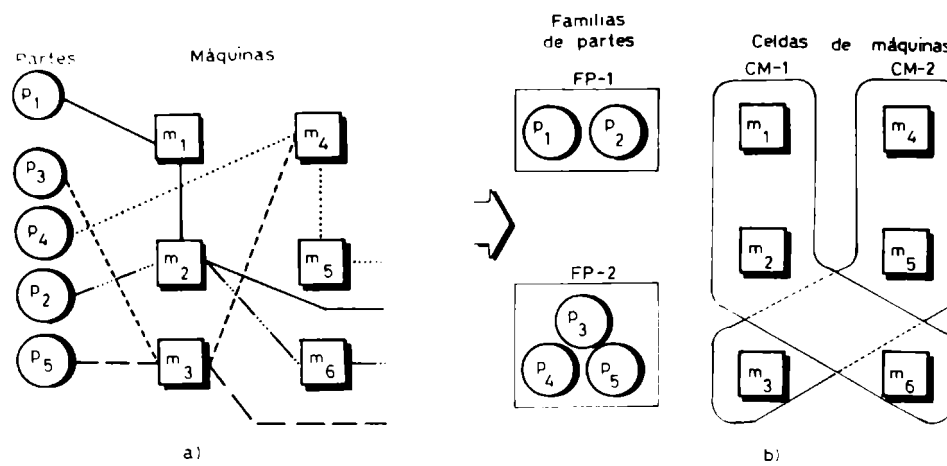 Partes
Máquinas
p1
p3
p4
p2
p5
m1
m4
m2
m5
m3
m6
a)
Familias
de partes
FP-1
p1 p2
FP-2
p3
p4 p5
Celdas de máquinas
CM-1 CM-2
m1 m4
m2 m5
m3 m6
b)